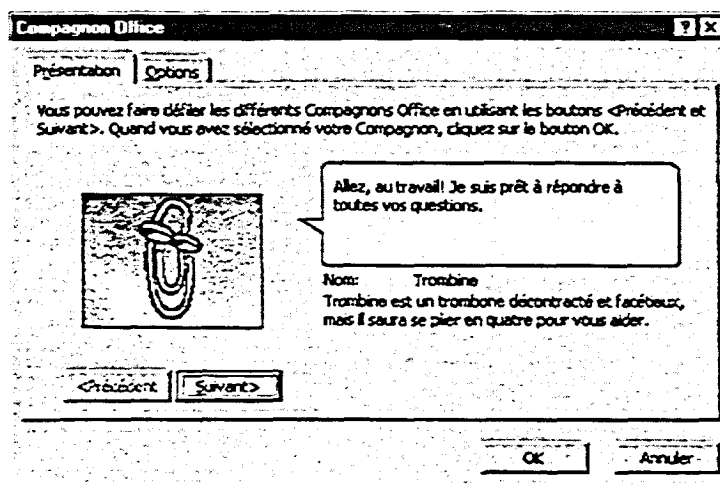 Compagnon Office
Présentation Options
Vous pouvez faire défiler les différents Compagnons Office en utilisant les boutons <Précédent et
Suivant>. Quand vous avez sélectionné votre Compagnon, cliquez sur le bouton OK.
Allez, au travail! Je suis prêt à répondre à
toutes vos questions.
Nom: Trombine
Trombine est un trombone décontracté et facétieux,
mais il saura se plier en quatre pour vous aider.
<Précédent Suivant>
OK Annuler